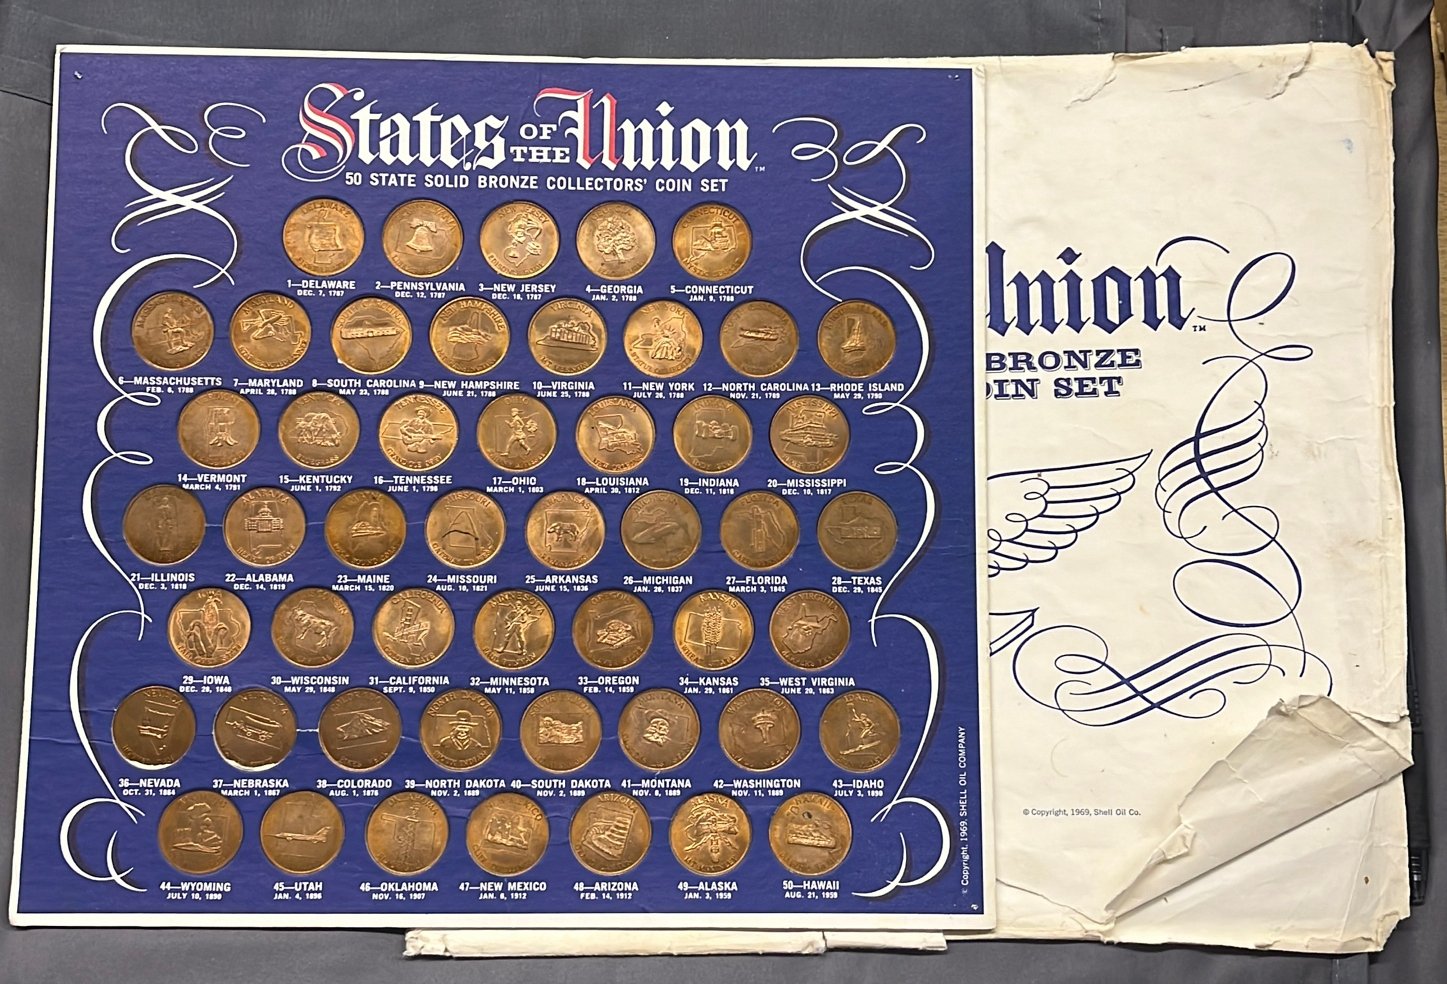 States OF THE Union™
50 STATE SOLID BRONZE COLLECTORS' COIN SET
1—DELAWARE 2—PENNSYLVANIA 3—NEW JERSEY 4—GEORGIA 5—CONNECTICUT
DEC. 7, 1787 DEC. 12, 1787 DEC. 18, 1787 JAN. 2, 1788 JAN. 9, 1788
6—MASSACHUSETTS 7—MARYLAND 8—SOUTH CAROLINA 9—NEW HAMPSHIRE 10—VIRGINIA 11—NEW YORK 12—NORTH CAROLINA 13—RHODE ISLAND
FEB. 6, 1788 APRIL 28, 1788 MAY 23, 1788 JUNE 21, 1788 JUNE 25, 1788 JULY 26, 1788 NOV. 21, 1789 MAY 29, 1790
14—VERMONT 15—KENTUCKY 16—TENNESSEE 17—OHIO 18—LOUISIANA 19—INDIANA 20—MISSISSIPPI
MARCH 4, 1791 JUNE 1, 1792 JUNE 1, 1796 MARCH 1, 1803 APRIL 30, 1812 DEC. 11, 1816 DEC. 10, 1817
21—ILLINOIS 22—ALABAMA 23—MAINE 24—MISSOURI 25—ARKANSAS 26—MICHIGAN 27—FLORIDA 28—TEXAS
DEC. 3, 1818 DEC. 14, 1819 MARCH 15, 1820 AUG. 10, 1821 JUNE 15, 1836 JAN. 26, 1837 MARCH 3, 1845 DEC. 29, 1845
29—IOWA 30—WISCONSIN 31—CALIFORNIA 32—MINNESOTA 33—OREGON 34—KANSAS 35—WEST VIRGINIA
DEC. 28, 1846 MAY 29, 1848 SEPT. 9, 1850 MAY 11, 1858 FEB. 14, 1859 JAN. 29, 1861 JUNE 20, 1863
36—NEVADA 37—NEBRASKA 38—COLORADO 39—NORTH DAKOTA 40—SOUTH DAKOTA 41—MONTANA 42—WASHINGTON 43—IDAHO
OCT. 31, 1864 MARCH 1, 1867 AUG. 1, 1876 NOV. 2, 1889 NOV. 2, 1889 NOV. 8, 1889 NOV. 11, 1889 JULY 3, 1890
44—WYOMING 45—UTAH 46—OKLAHOMA 47—NEW MEXICO 48—ARIZONA 49—ALASKA 50—HAWAII
JULY 10, 1890 JAN. 4, 1896 NOV. 16, 1907 JAN. 6, 1912 FEB. 14, 1912 JAN. 3, 1959 AUG. 21, 1959
© Copyright, 1969, SHELL OIL COMPANY
Union™
BRONZE
OIN SET
© Copyright, 1969, Shell Oil Co.